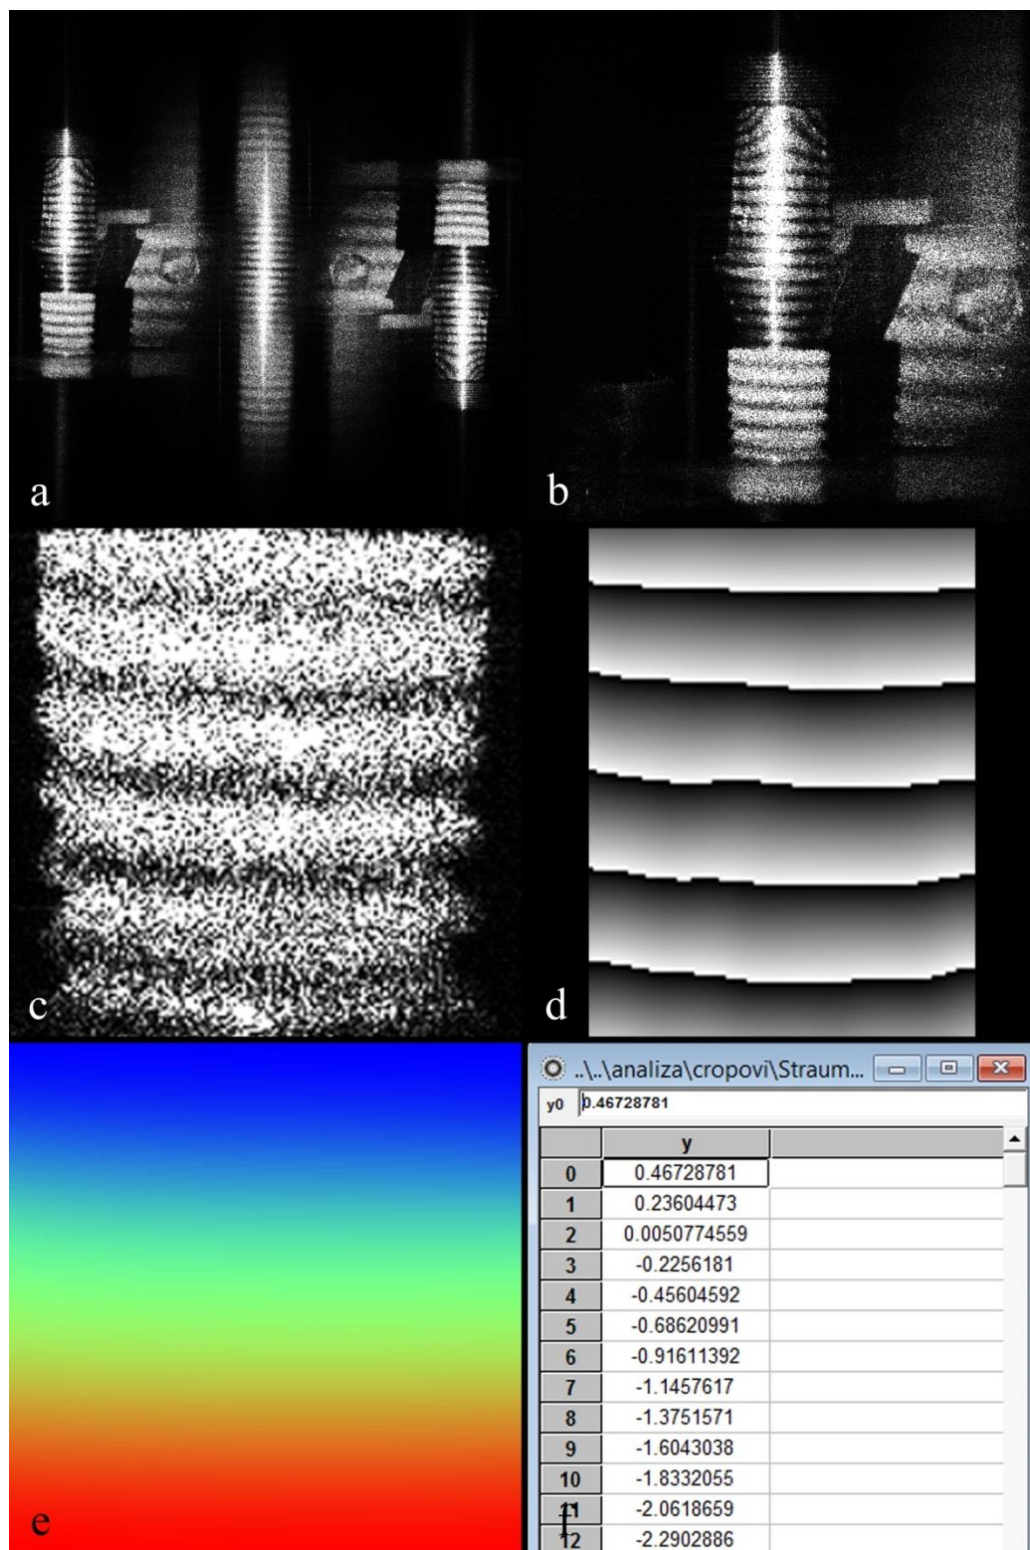 a
b
c
d
e
..\..\analiza\cropovi\Straum...
y0 0.46728781
y
0 0.46728781
1 0.23604473
2 0.0050774559
3 -0.2256181
4 -0.45604592
5 -0.68620991
6 -0.91611392
7 -1.1457617
8 -1.3751571
9 -1.6043038
10 -1.8332055
11 -2.0618659
12 -2.2902886
f